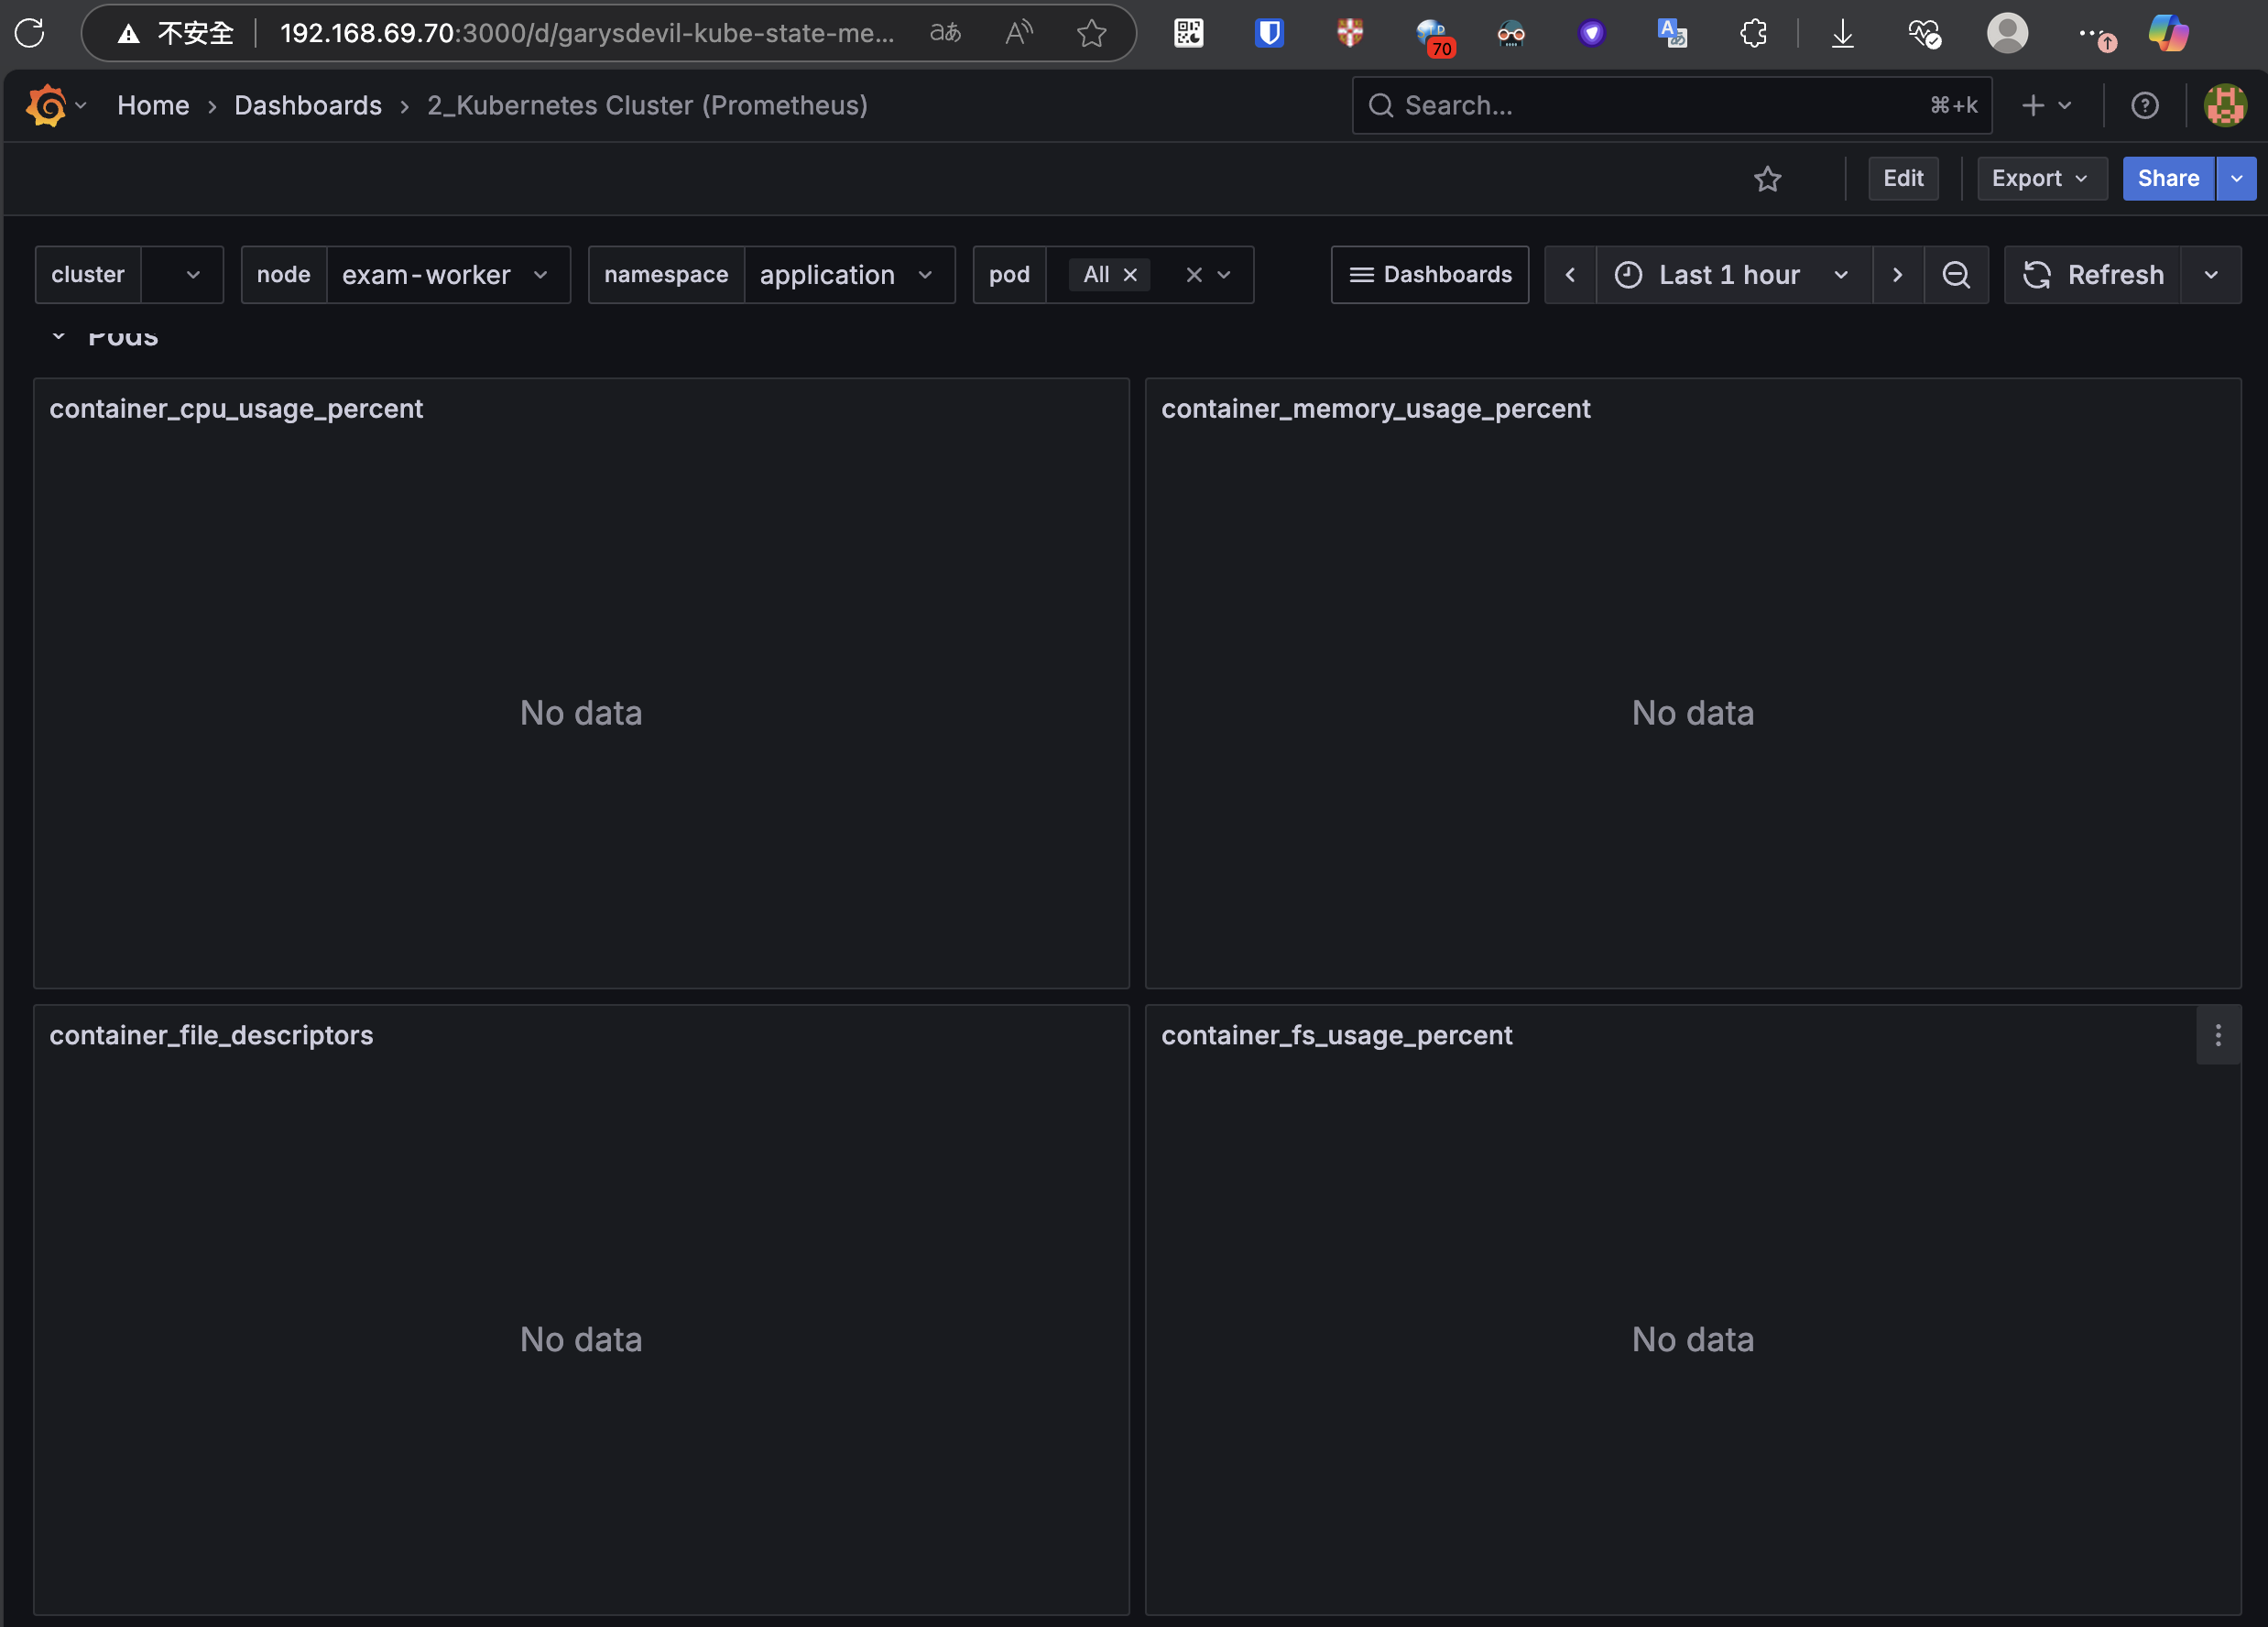 不安全 192.168.69.70:3000/d/garysdevil-kube-state-me... aあ A 70
Home › Dashboards › 2_Kubernetes Cluster (Prometheus) Search... ⌘+k
Edit Export Share
cluster node exam-worker namespace application pod All Dashboards Last 1 hour Refresh
Pods
container_cpu_usage_percent container_memory_usage_percent
No data No data
container_file_descriptors container_fs_usage_percent
No data No data